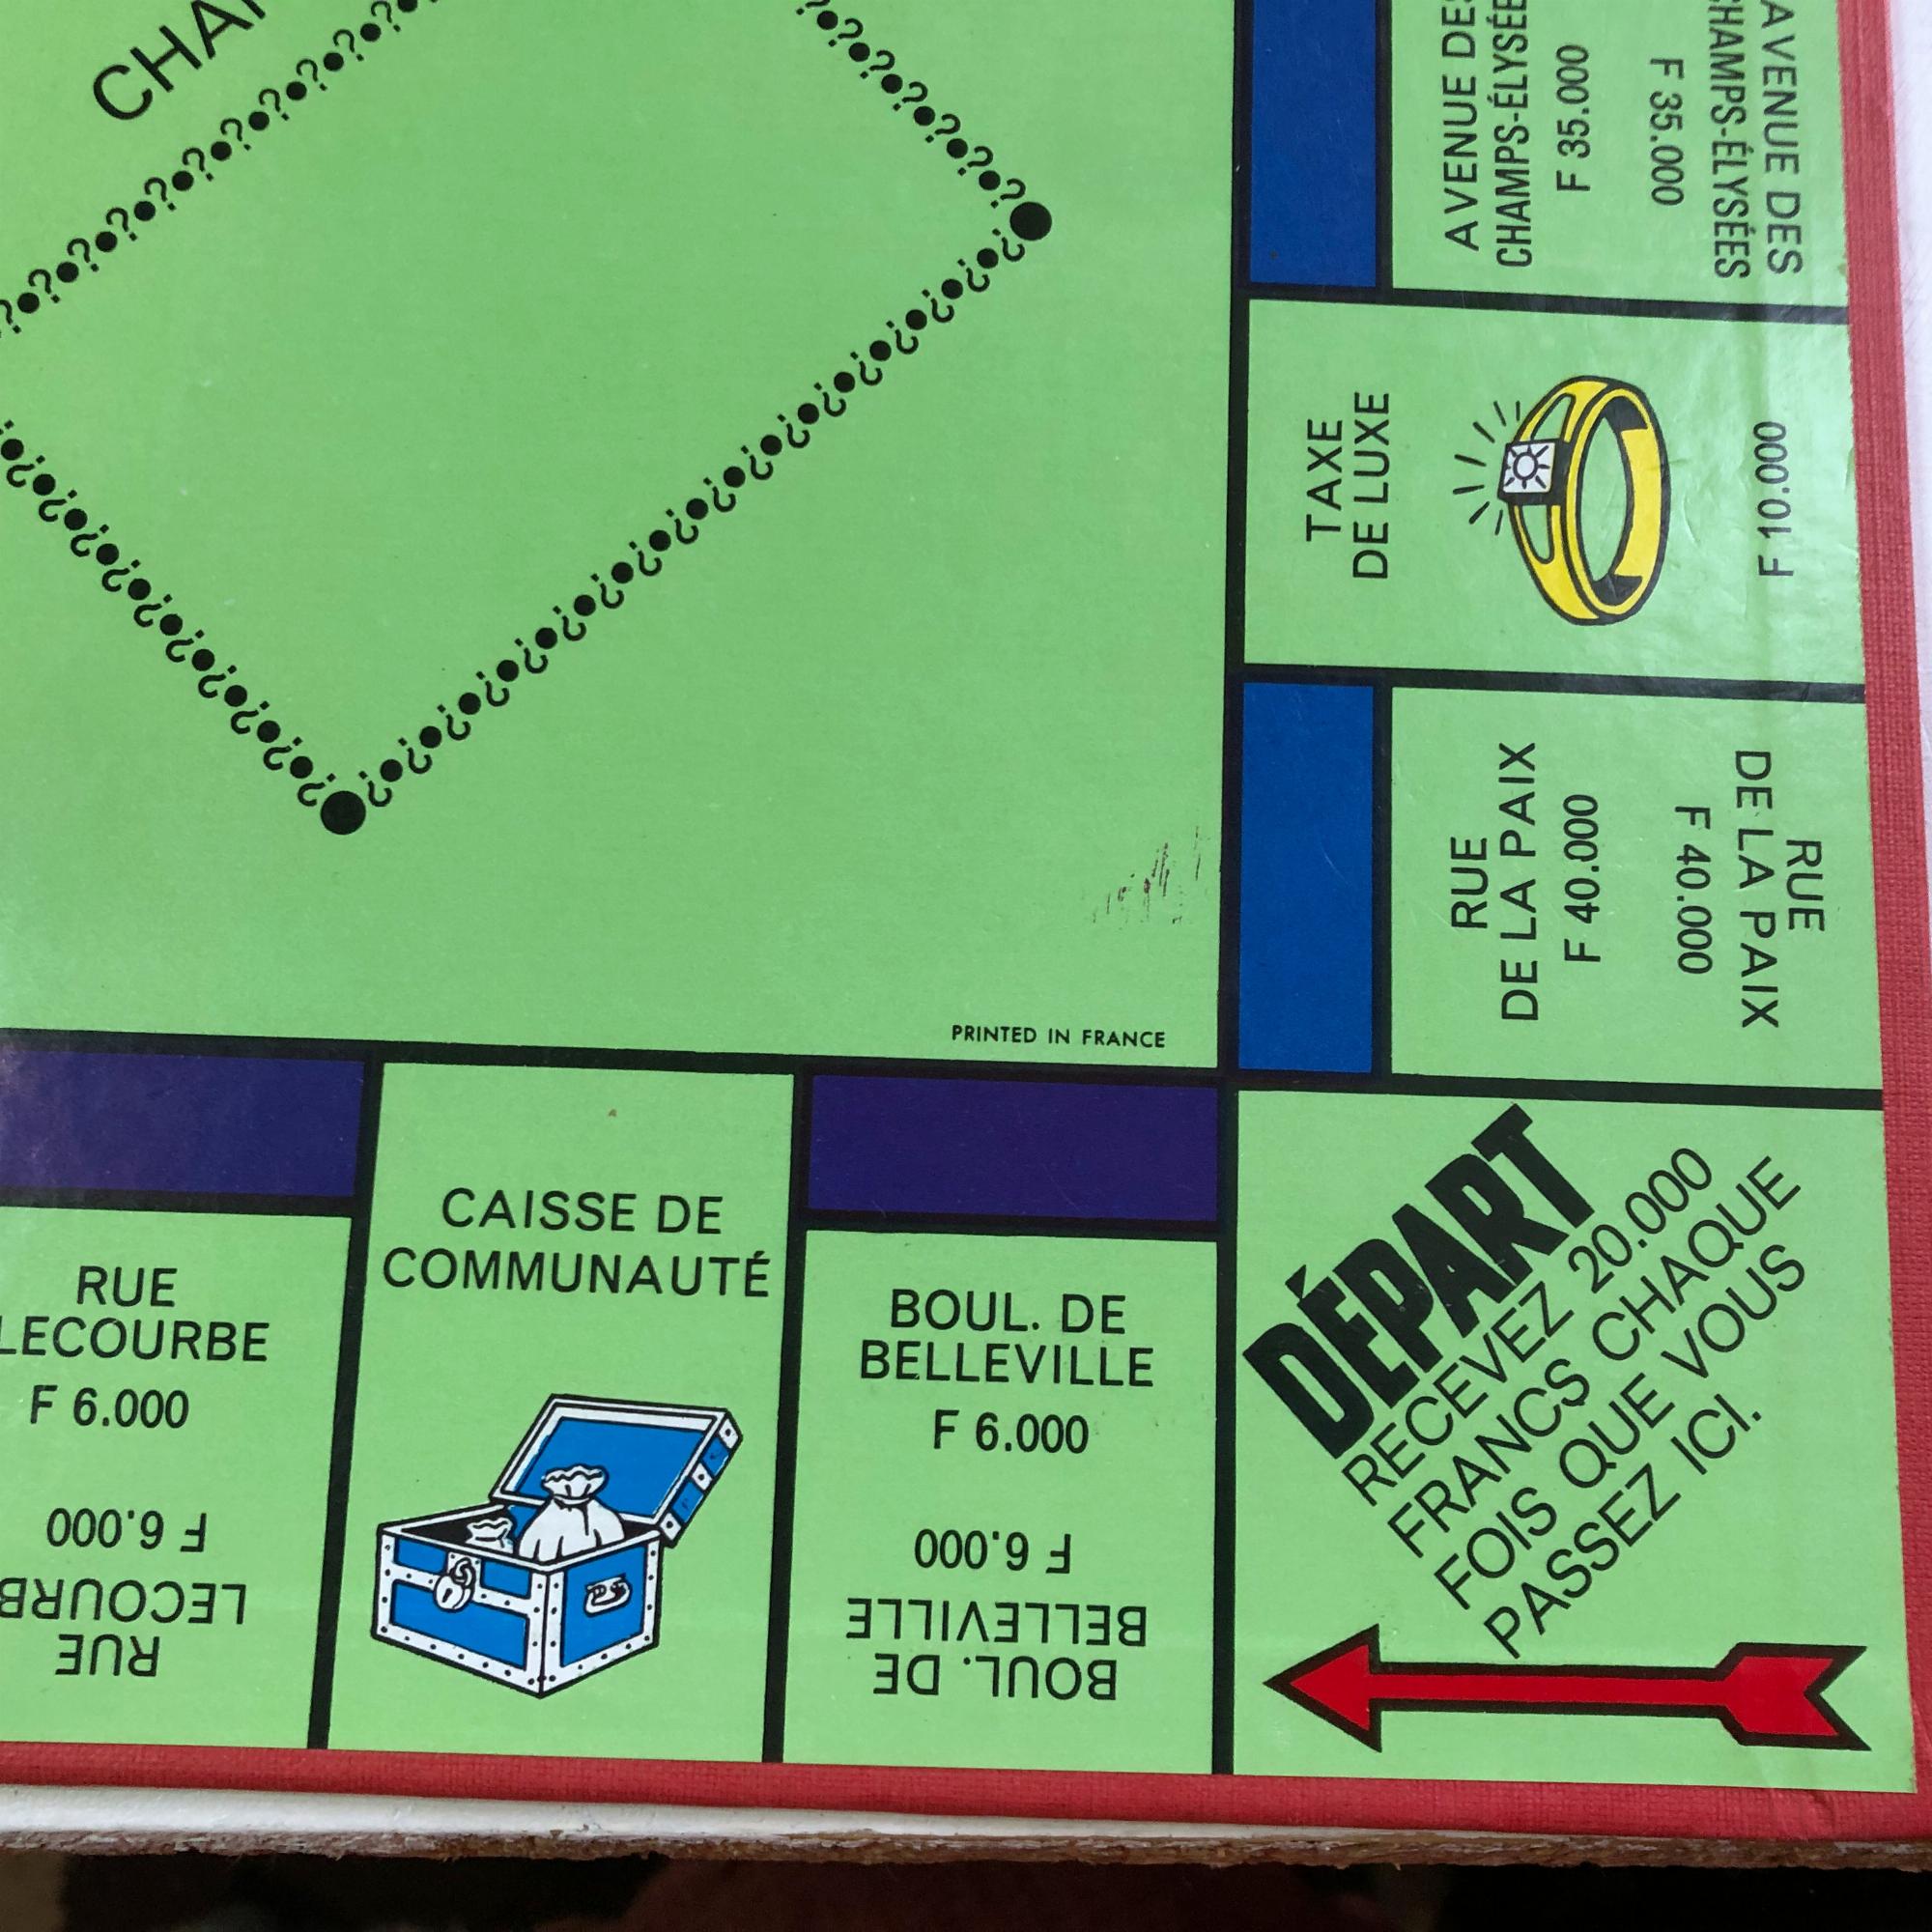 AVENUE DES
CHAMPS-ÉLYSÉE
F 35.000
F 35.000
CHAMPS-ÉLYSÉES
AVENUE DES
TAXE
DE LUXE
F 10.000
RUE
DE LA PAIX
F 40.000
F 40.000
DE LA PAIX
RUE
PRINTED IN FRANCE
RUE
LECOURBE
F 6.000
F 6.000
LECOURB
RUE
CAISSE DE
COMMUNAUTÉ
BOUL. DE
BELLEVILLE
F 6.000
F 6.000
BELLEVILLE
BOUL. DE
DÉPART
RECEVEZ 20.000
FRANCS CHAQUE
FOIS QUE VOUS
PASSEZ ICI.